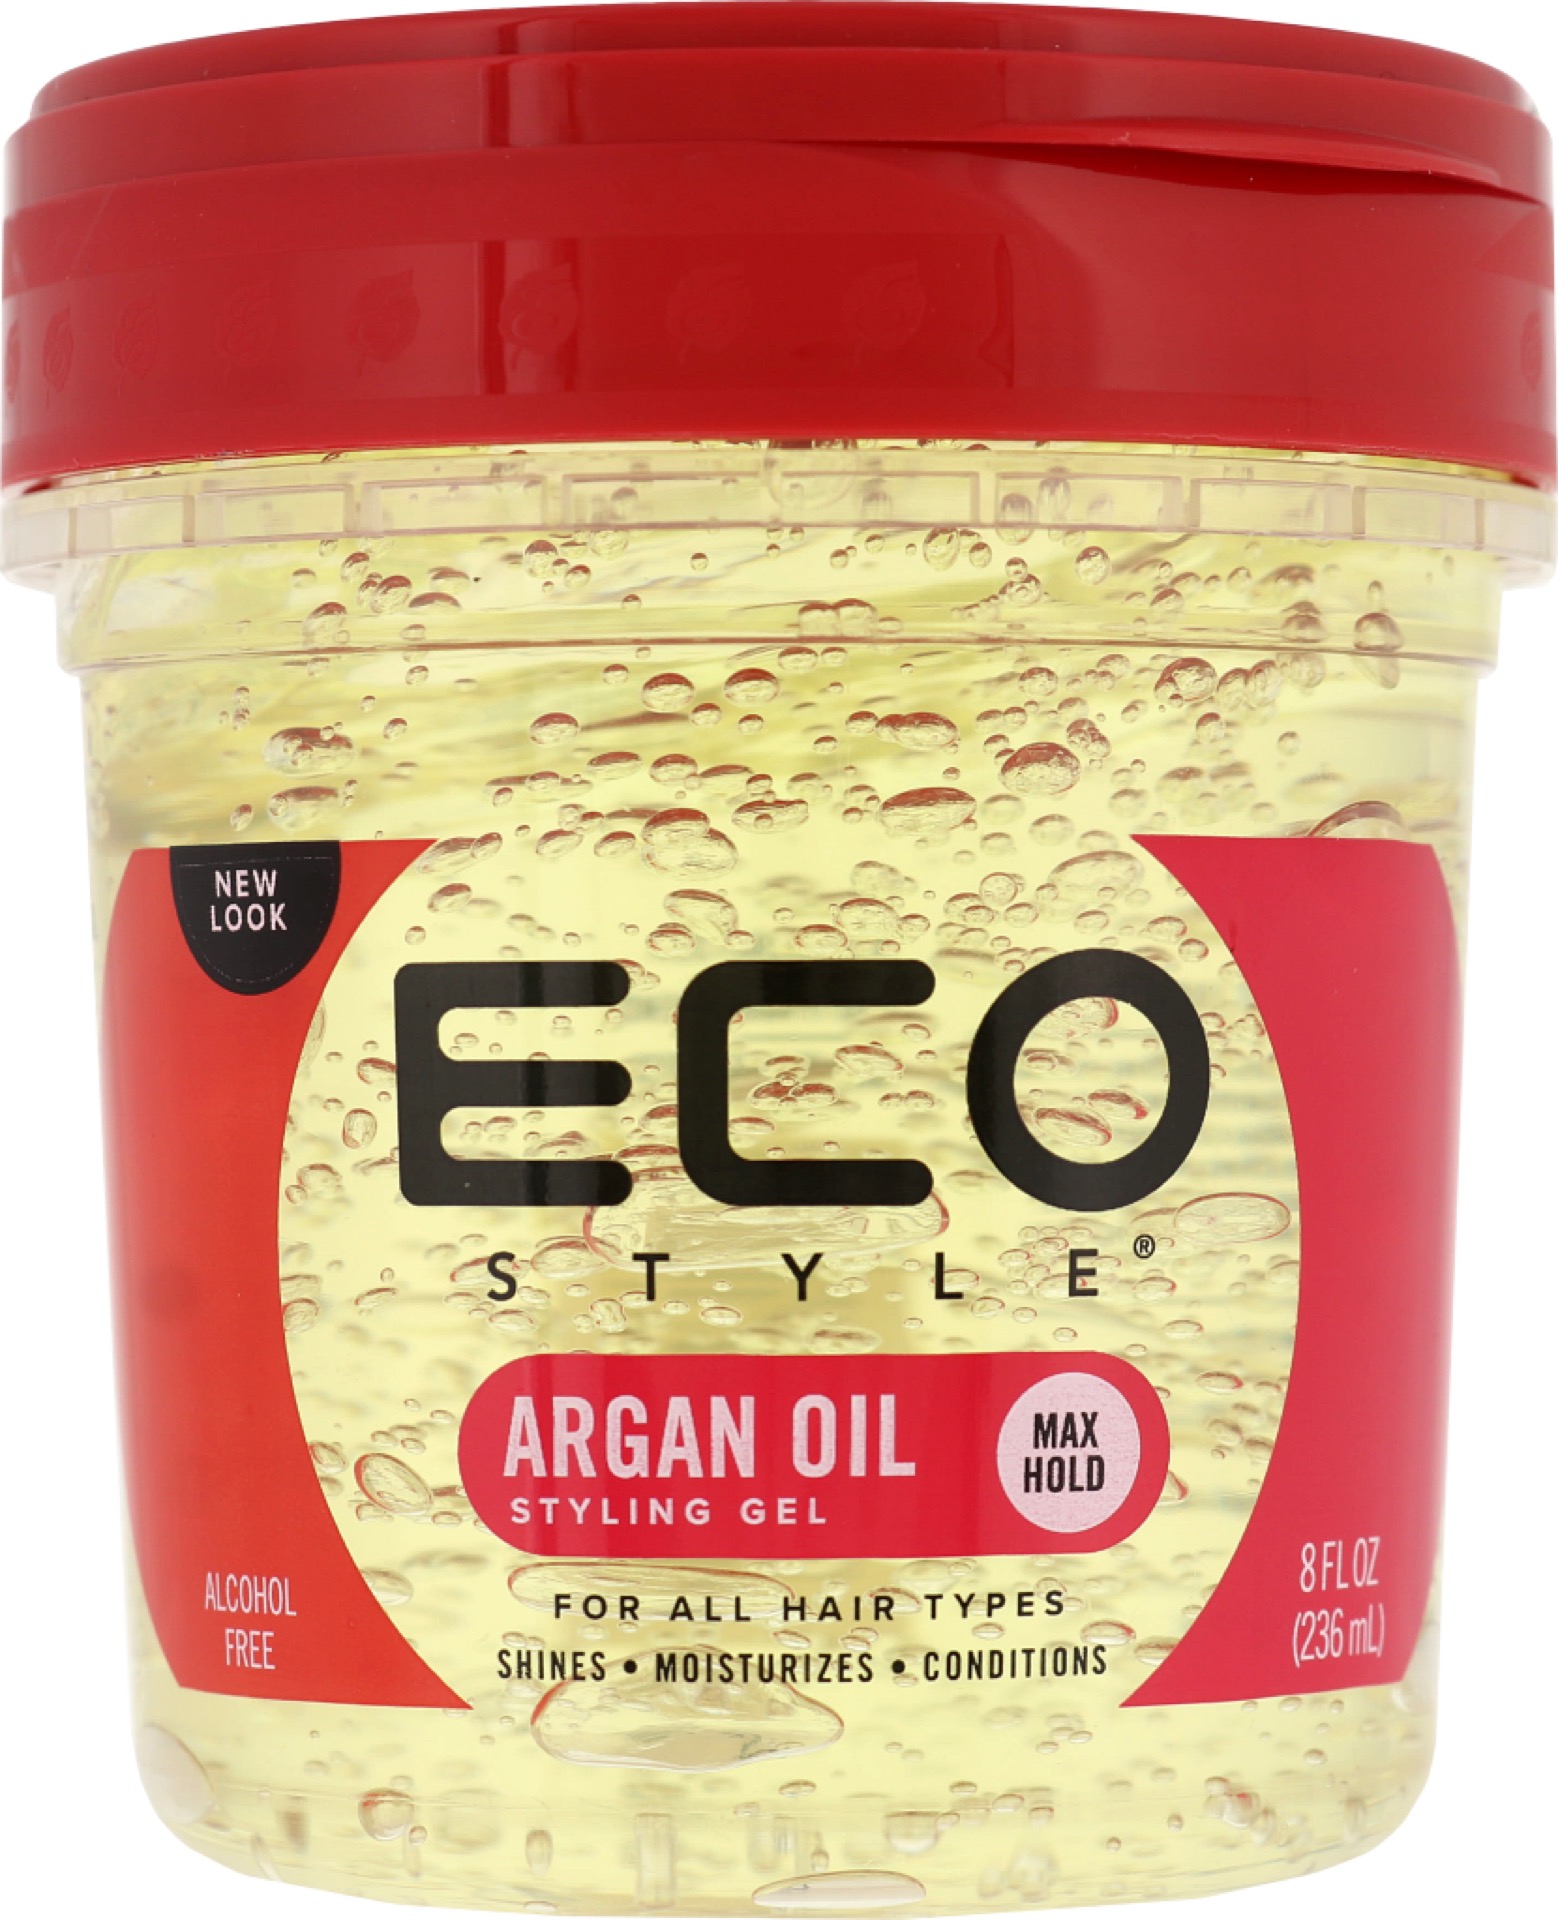 NEW
LOOK
ECO
STYLE®
ARGAN OIL
STYLING GEL
MAX
HOLD
FOR ALL HAIR TYPES
SHINES • MOISTURIZES • CONDITIONS
ALCOHOL
FREE
8 FL OZ
(236 mL)